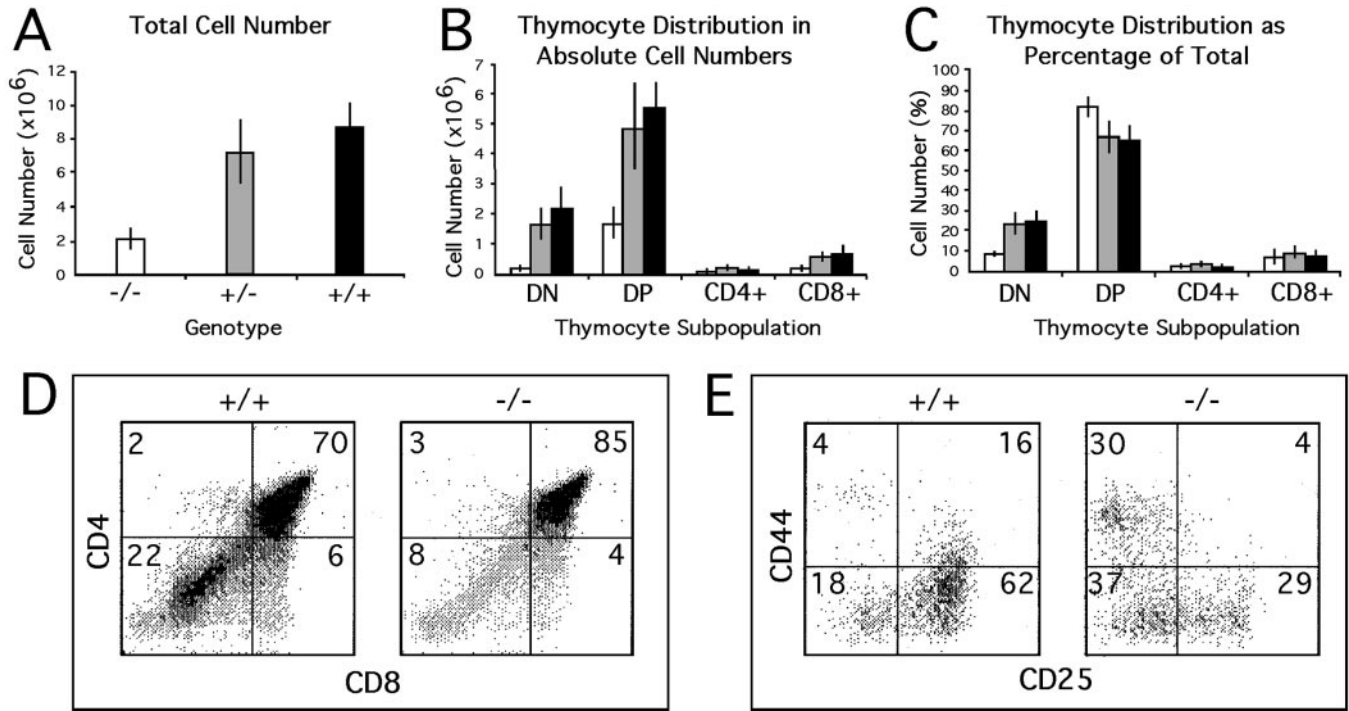 A
Total Cell Number
Cell Number (x10⁶)
12
10
8
6
4
2
0
-/-
+/-
+/+
Genotype
B
Thymocyte Distribution in
Absolute Cell Numbers
Cell Number (x10⁶)
7
6
5
4
3
2
1
0
DN
DP
CD4+
CD8+
Thymocyte Subpopulation
C
Thymocyte Distribution as
Percentage of Total
Cell Number (%)
100
90
80
70
60
50
40
30
20
10
0
DN
DP
CD4+
CD8+
Thymocyte Subpopulation
D
+/+
-/-
CD4
2
70
22
6
3
85
8
4
CD8
E
+/+
-/-
CD44
4
16
18
62
30
4
37
29
CD25